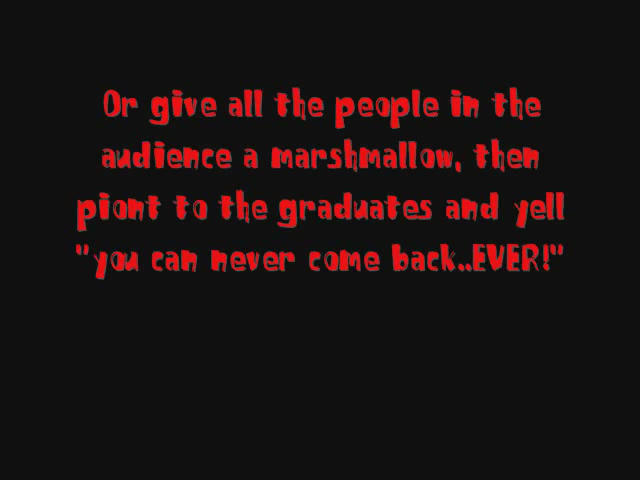 Or give all the people in the
audience a marshmallow, then
piont to the graduates and yell
"you can never come back..EVER!"